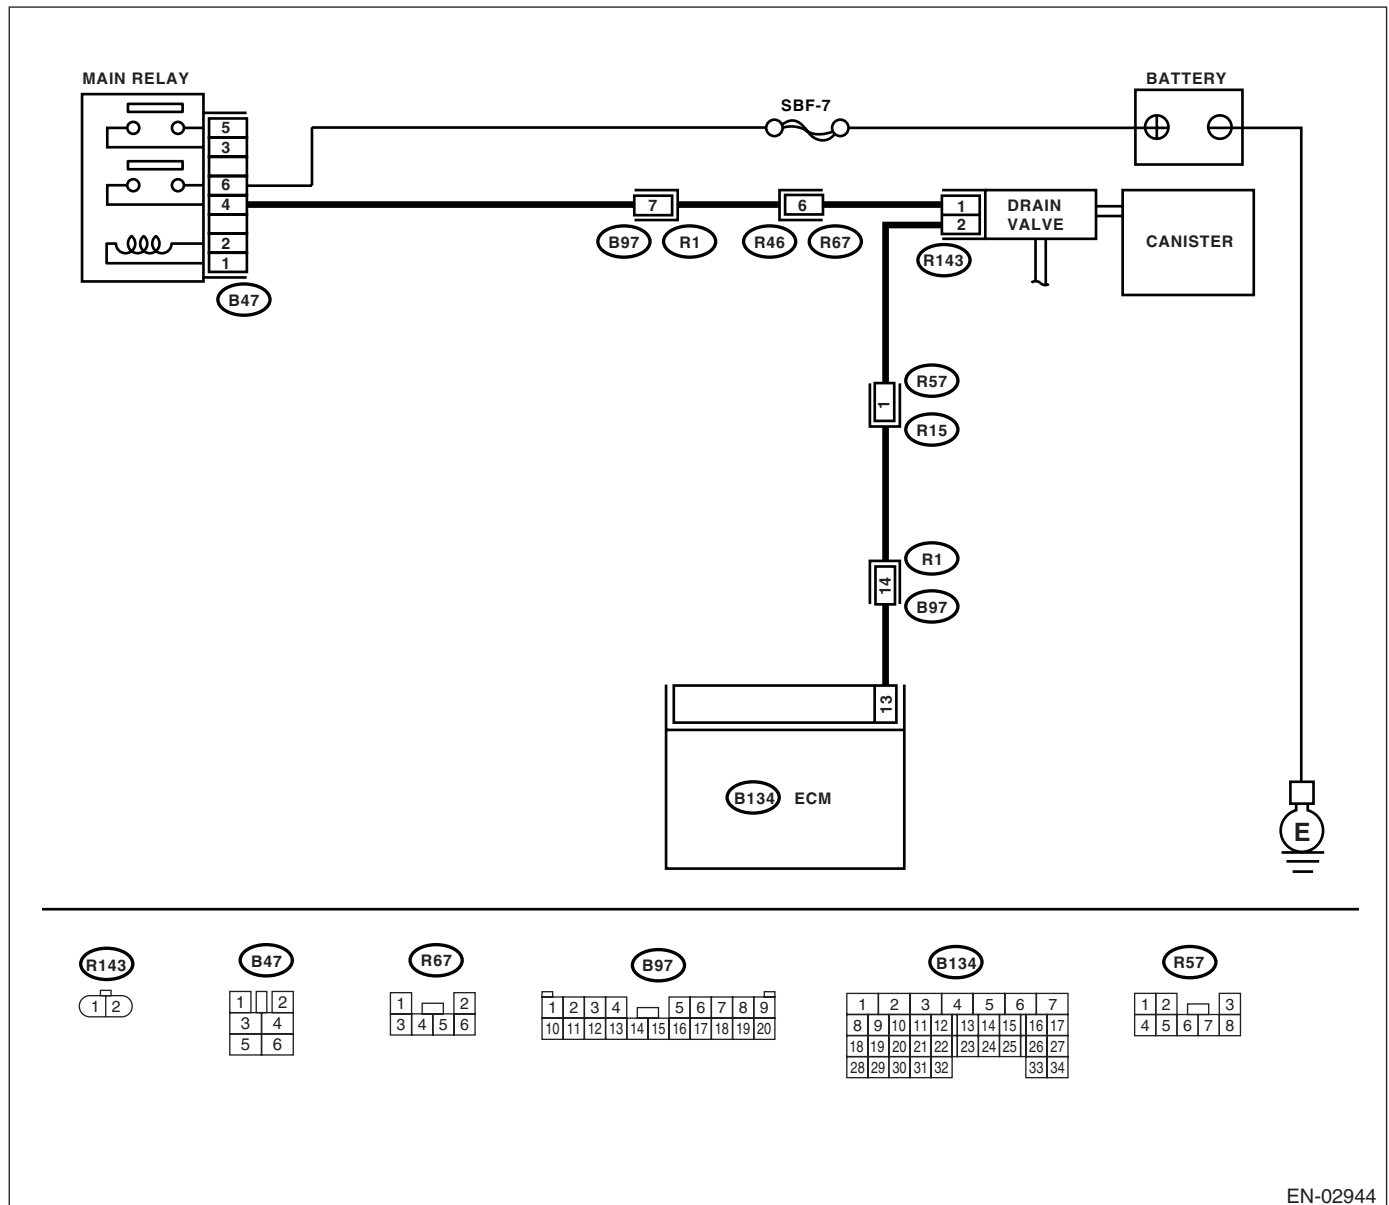 MAIN RELAY
BATTERY
SBF-7
5
3
6
4
2
1
B47
7
B97
R1
6
R46
R67
1
2
R143
DRAIN
VALVE
CANISTER
1
R57
R15
14
R1
B97
13
B134
ECM
E
R143
1 2
B47
1 2
3 4
5 6
R67
1 2
3 4 5 6
B97
1 2 3 4 5 6 7 8 9
10 11 12 13 14 15 16 17 18 19 20
B134
1 2 3 4 5 6 7
8 9 10 11 12 13 14 15 16 17
18 19 20 21 22 23 24 25 26 27
28 29 30 31 32 33 34
R57
1 2 3
4 5 6 7 8
EN-02944